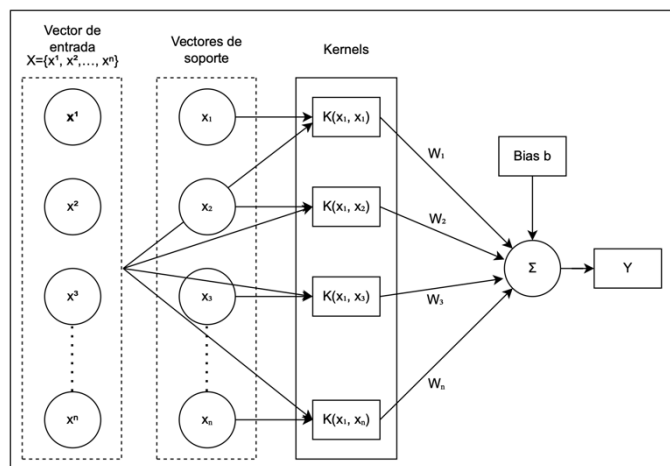 Vector de
entrada
X={x¹, x²,..., xⁿ}
Vectores de
soporte
Kernels
x¹
x²
x³
xⁿ
x₁
x₂
x₃
xₙ
K(x₁, x₁)
K(x₁, x₂)
K(x₁, x₃)
K(x₁, xₙ)
W₁
W₂
W₃
Wₙ
Bias b
Σ
Y